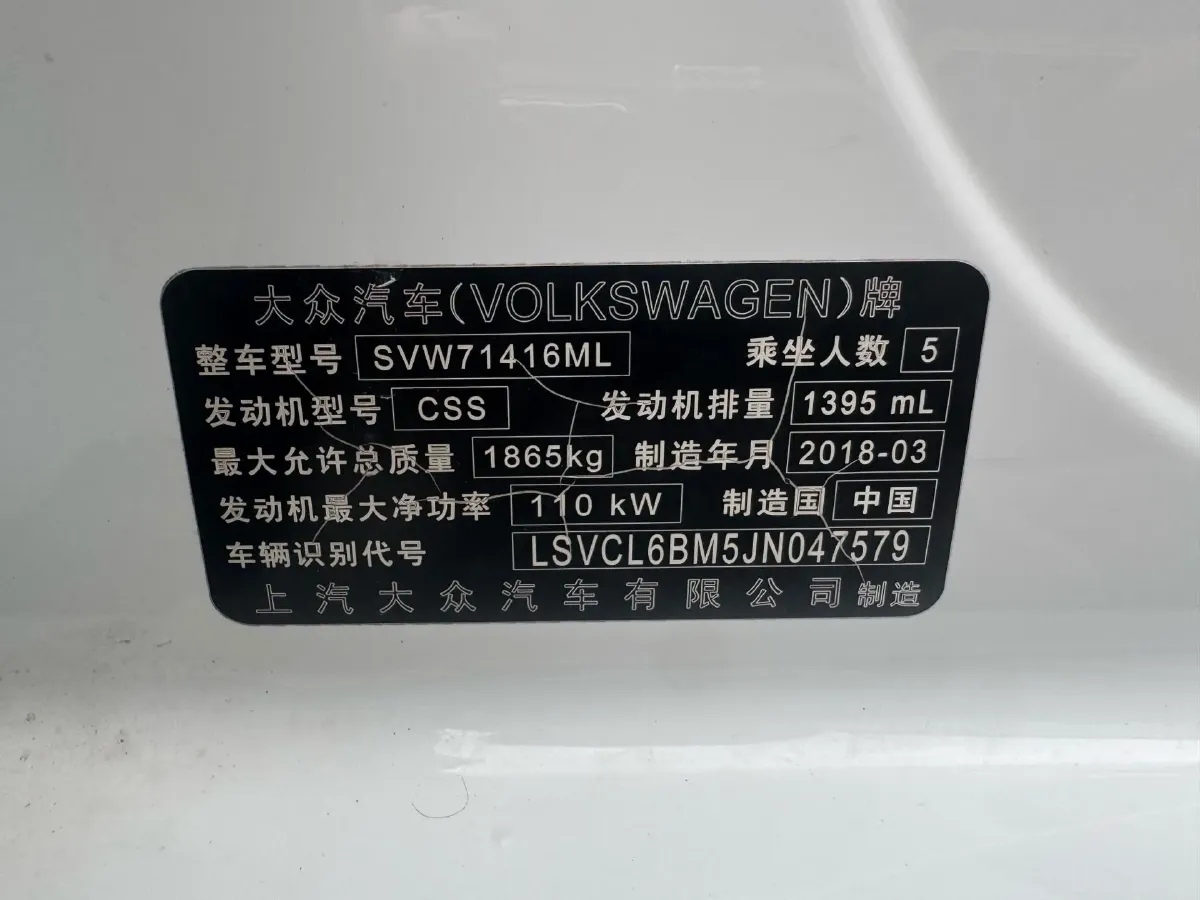 大众汽车(VOLKSWAGEN)牌
整车型号 SVW71416ML 乘坐人数 5
发动机型号 CSS 发动机排量 1395 mL
最大允许总质量 1865kg 制造年月 2018-03
发动机最大净功率 110 kW 制造国 中国
车辆识别代号 LSVCL6BM5JN047579
上汽大众汽车有限公司制造